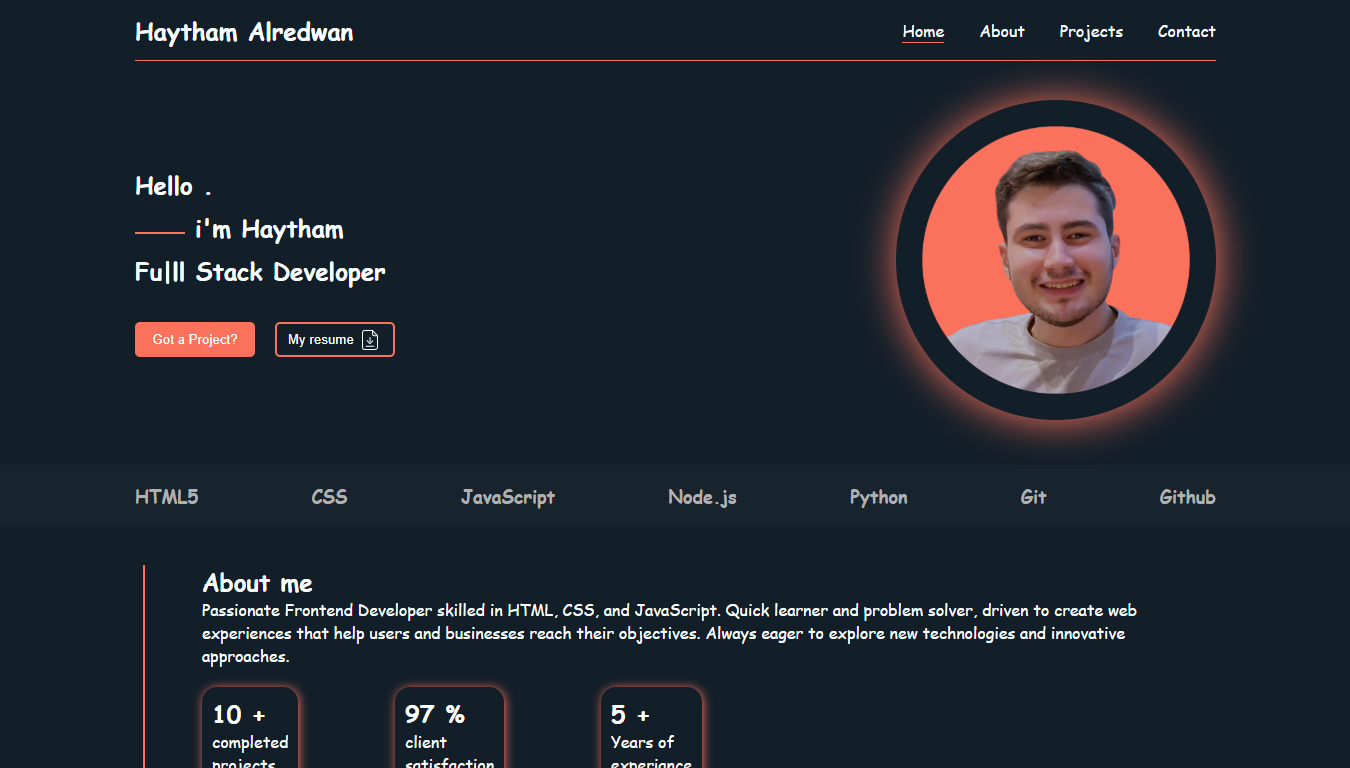 Haytham Alredwan
Home About Projects Contact
Hello .
i'm Haytham
Fu|ll Stack Developer
Got a Project? My resume
HTML5 CSS JavaScript Node.js Python Git Github
About me
Passionate Frontend Developer skilled in HTML, CSS, and JavaScript. Quick learner and problem solver, driven to create web
experiences that help users and businesses reach their objectives. Always eager to explore new technologies and innovative
approaches.
10 +
completed
projects
97 %
client
satisfaction
5 +
Years of
experiance